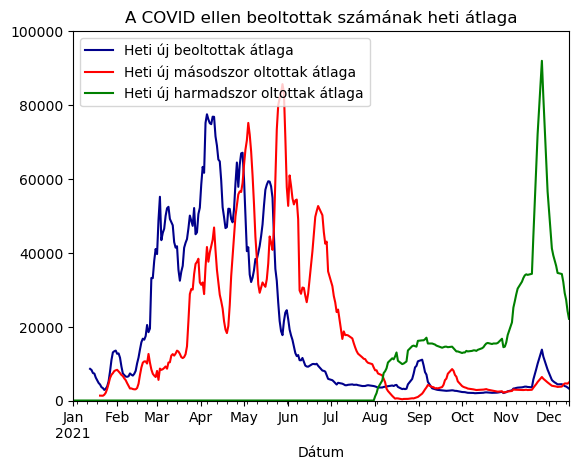 A COVID ellen beoltottak számának heti átlaga
100000
80000
60000
40000
20000
0
Heti új beoltottak átlaga
Heti új másodszor oltottak átlaga
Heti új harmadszor oltottak átlaga
Jan Feb Mar Apr May Jun Jul Aug Sep Oct Nov Dec
2021
Dátum